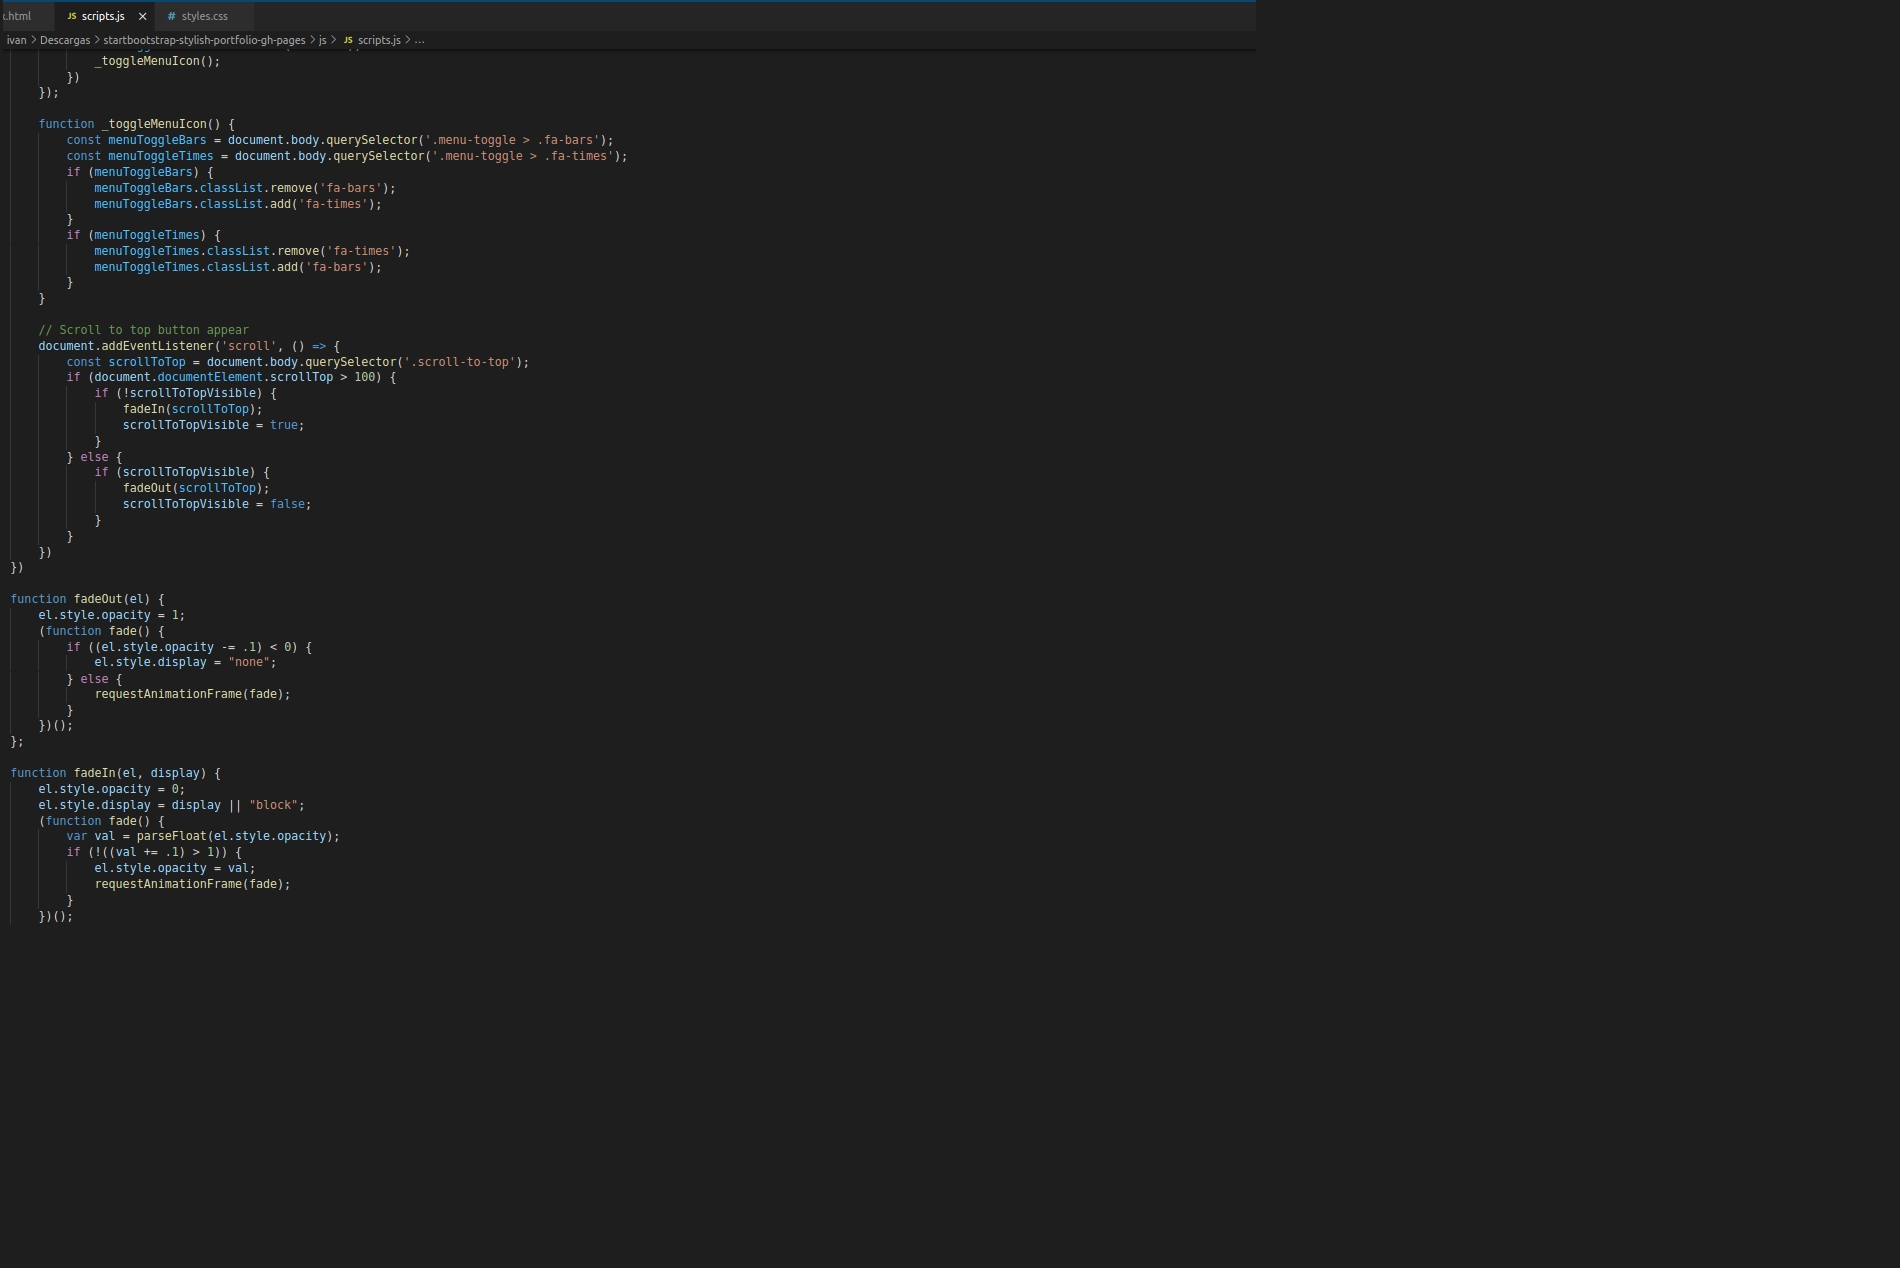 .html JS scripts.js × # styles.css
ivan > Descargas > startbootstrap-stylish-portfolio-gh-pages > js > JS scripts.js > ...
_toggleMenuIcon();
})
});
function _toggleMenuIcon() {
const menuToggleBars = document.body.querySelector('.menu-toggle > .fa-bars');
const menuToggleTimes = document.body.querySelector('.menu-toggle > .fa-times');
if (menuToggleBars) {
menuToggleBars.classList.remove('fa-bars');
menuToggleBars.classList.add('fa-times');
}
if (menuToggleTimes) {
menuToggleTimes.classList.remove('fa-times');
menuToggleTimes.classList.add('fa-bars');
}
}
// Scroll to top button appear
document.addEventListener('scroll', () => {
const scrollToTop = document.body.querySelector('.scroll-to-top');
if (document.documentElement.scrollTop > 100) {
if (!scrollToTopVisible) {
fadeIn(scrollToTop);
scrollToTopVisible = true;
}
} else {
if (scrollToTopVisible) {
fadeOut(scrollToTop);
scrollToTopVisible = false;
}
}
})
})
function fadeOut(el) {
el.style.opacity = 1;
(function fade() {
if ((el.style.opacity -= .1) < 0) {
el.style.display = "none";
} else {
requestAnimationFrame(fade);
}
})();
};
function fadeIn(el, display) {
el.style.opacity = 0;
el.style.display = display || "block";
(function fade() {
var val = parseFloat(el.style.opacity);
if (!((val += .1) > 1)) {
el.style.opacity = val;
requestAnimationFrame(fade);
}
})();